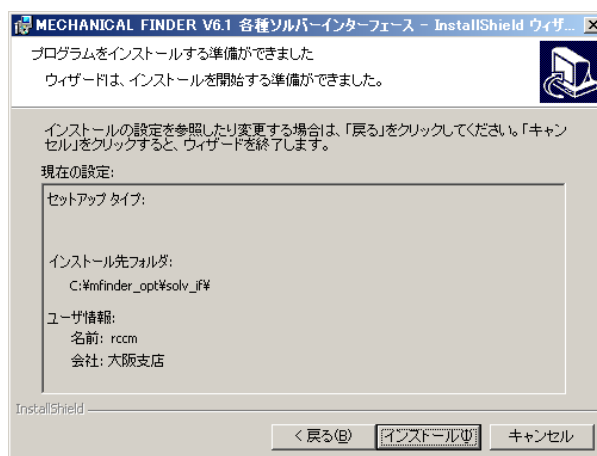 MECHANICAL FINDER V6.1 各種ソルバーインターフェース - InstallShield ウィザ...
プログラムをインストールする準備ができました
ウィザードは、インストールを開始する準備ができました。
インストールの設定を参照したり変更する場合は、「戻る」をクリックしてください。「キャン
セル」をクリックすると、ウィザードを終了します。
現在の設定:
セットアップ タイプ:
インストール先フォルダ:
C:¥mfinder_opt¥solv_if¥
ユーザ情報:
名前: rccm
会社: 大阪支店
InstallShield
< 戻る(B)
インストール(I)
キャンセル